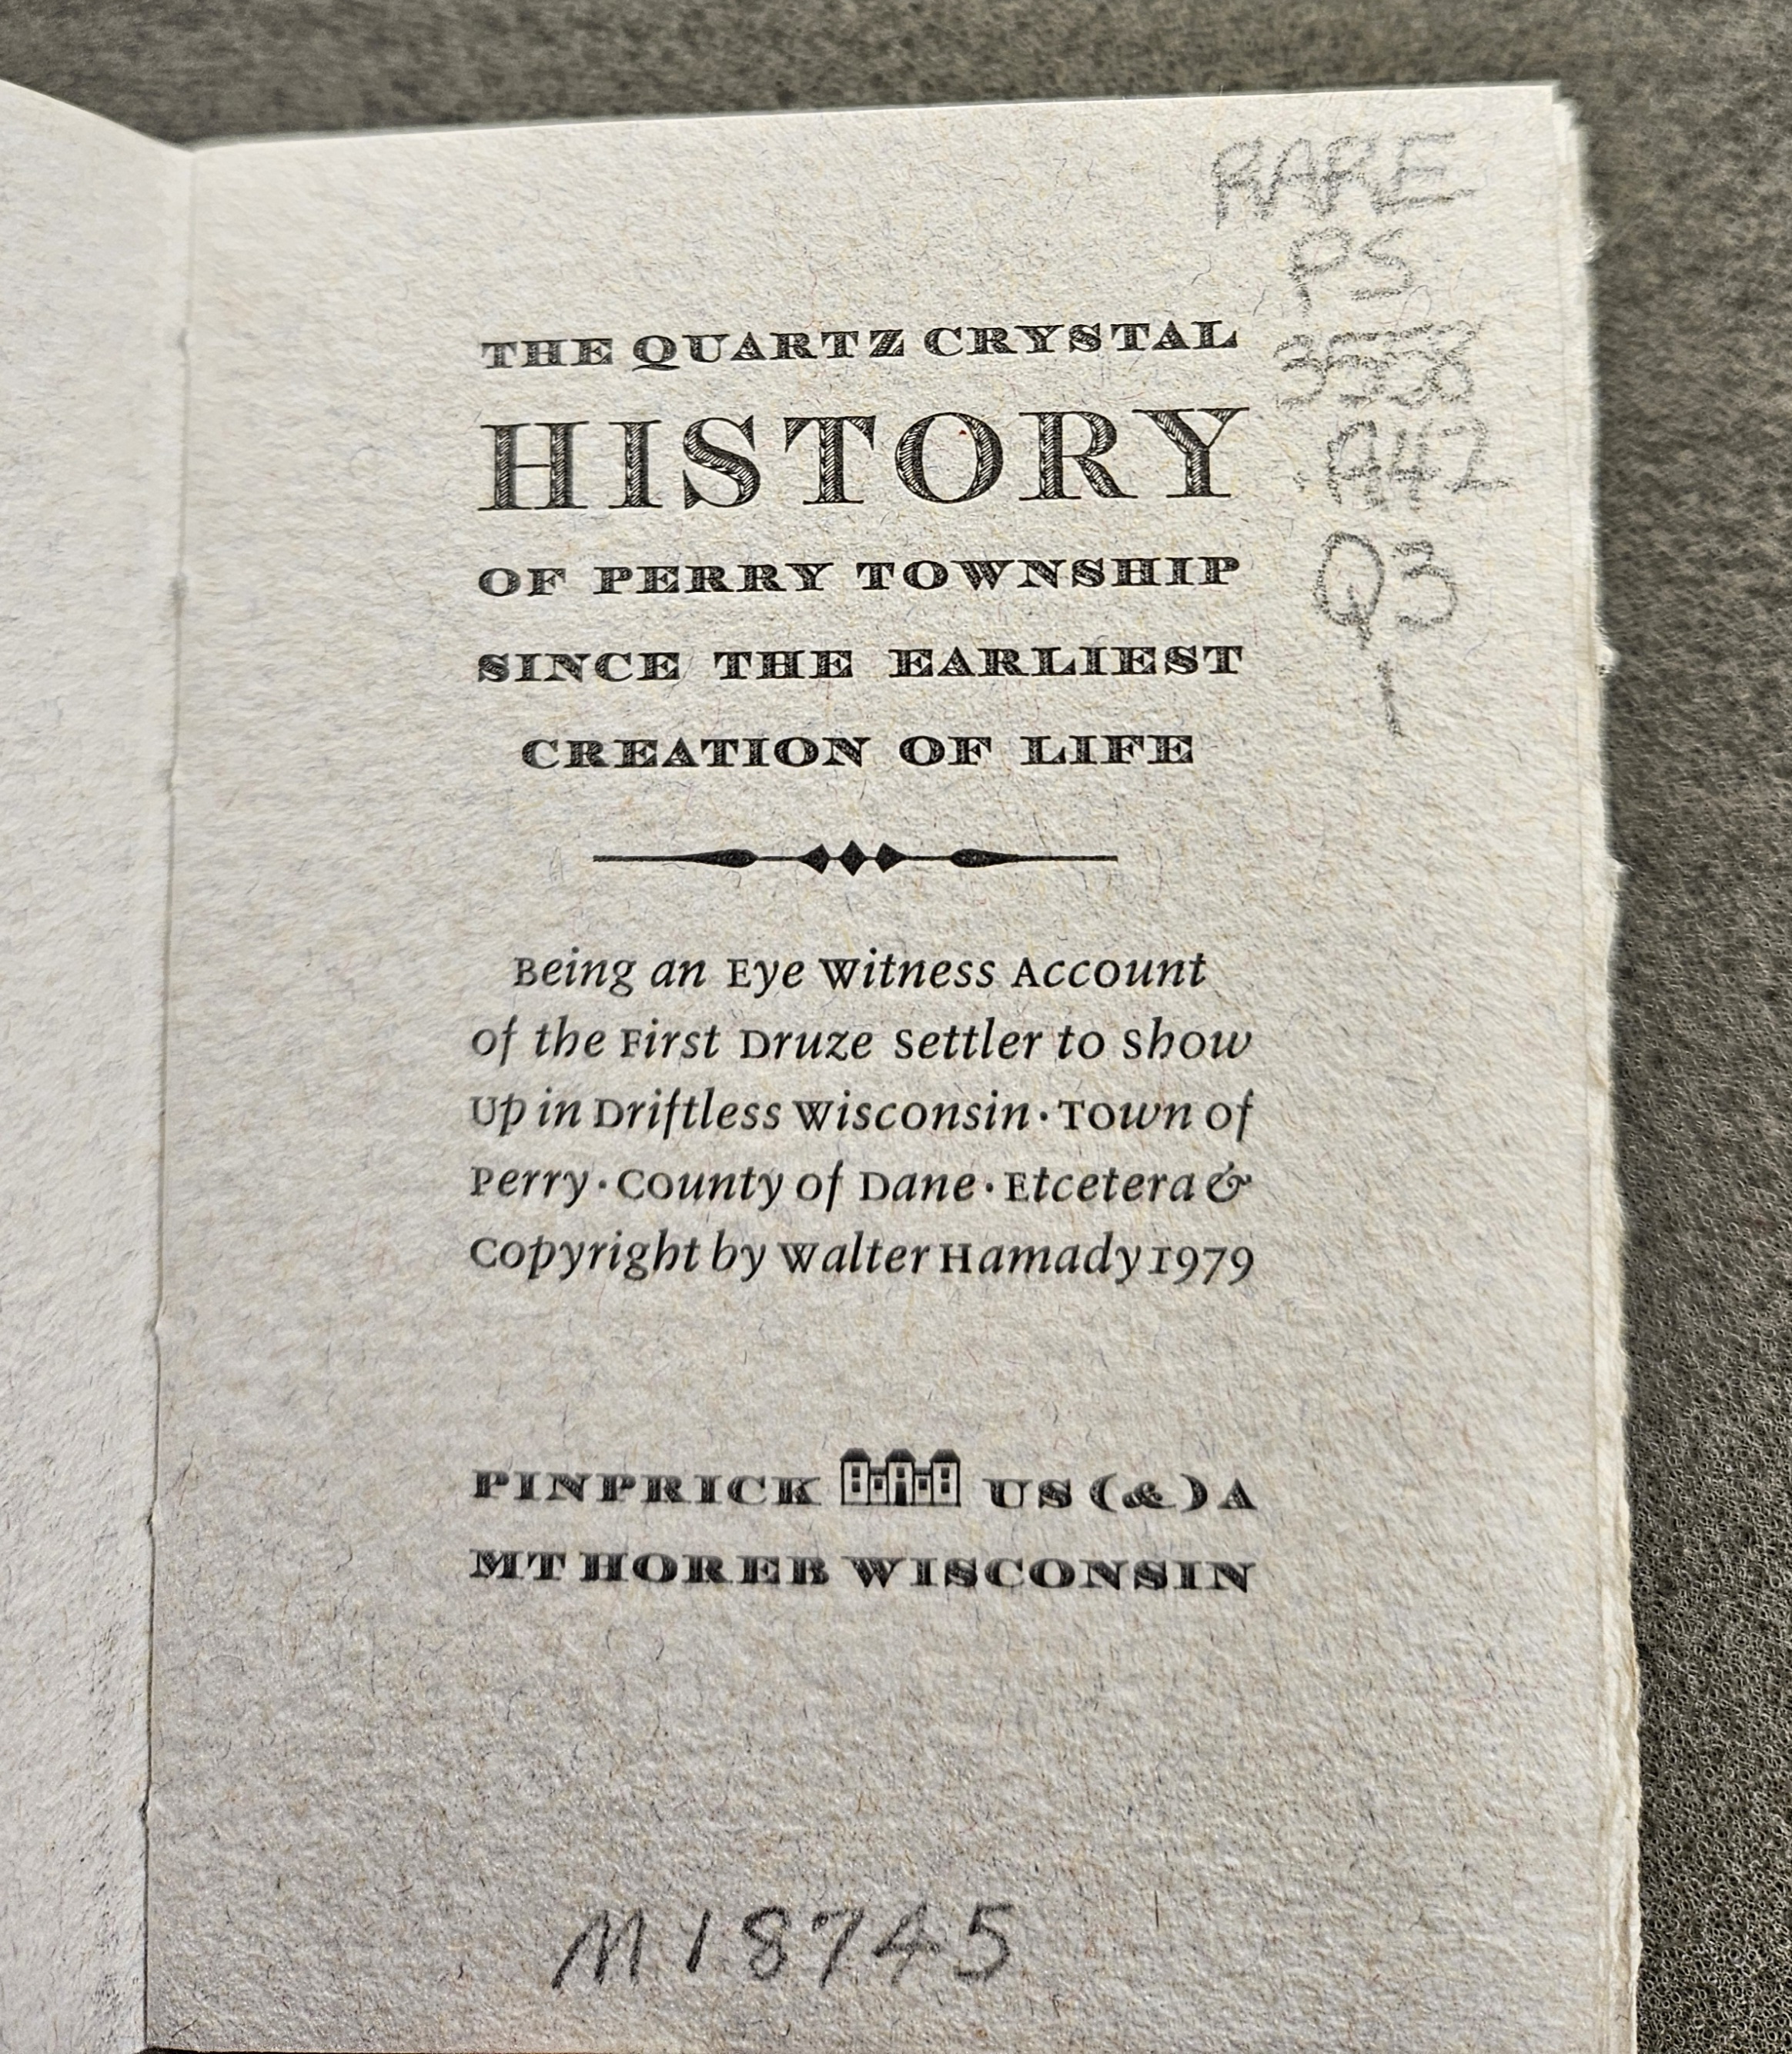 RARE
PS
3558
.A42
Q3
1
THE QUARTZ CRYSTAL
HISTORY
OF PERRY TOWNSHIP
SINCE THE EARLIEST
CREATION OF LIFE
Being an Eye Witness Account
of the First Druze Settler to Show
Up in Driftless Wisconsin · Town of
Perry · County of Dane · Etcetera &
Copyright by Walter Hamady 1979
PINPRICK US (&) A
MT HOREB WISCONSIN
M18745